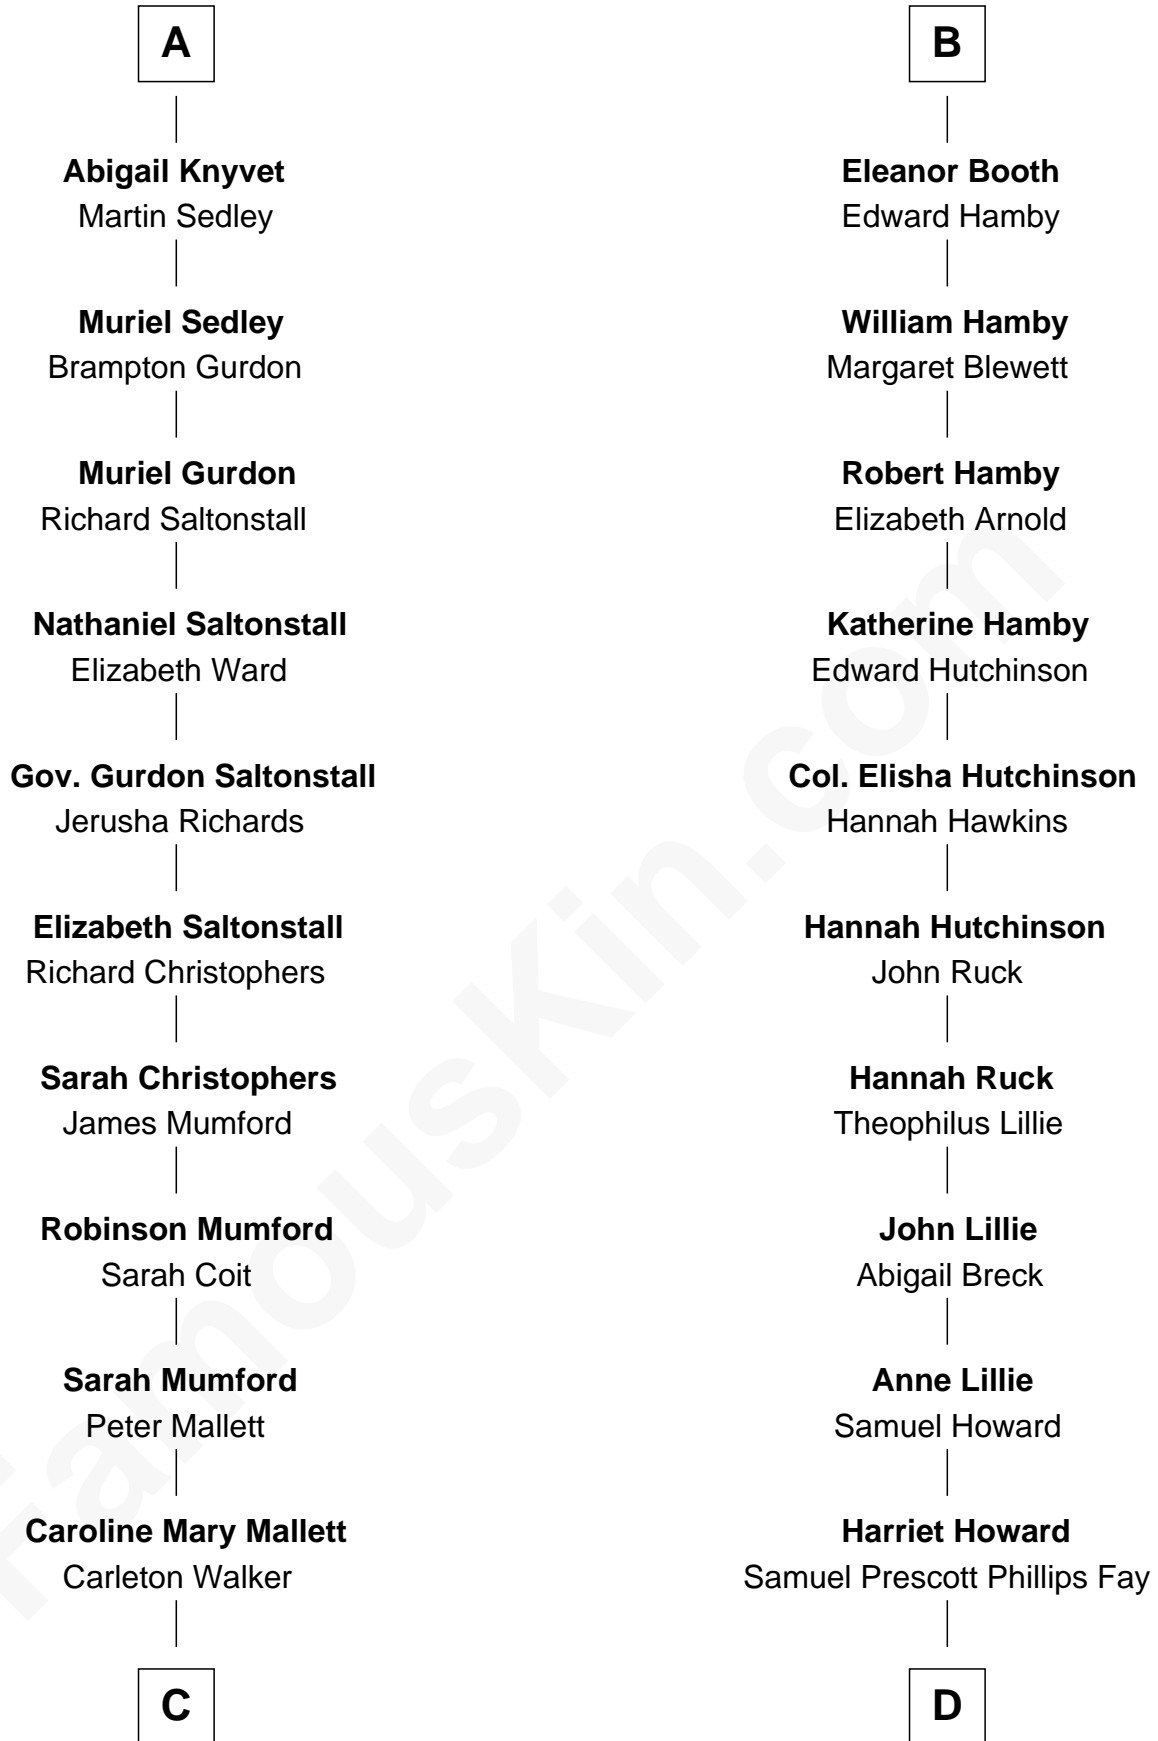 A
Abigail Knyvet
Martin Sedley
Muriel Sedley
Brampton Gurdon
Muriel Gurdon
Richard Saltonstall
Nathaniel Saltonstall
Elizabeth Ward
Gov. Gurdon Saltonstall
Jerusha Richards
Elizabeth Saltonstall
Richard Christophers
Sarah Christophers
James Mumford
Robinson Mumford
Sarah Coit
Sarah Mumford
Peter Mallett
Caroline Mary Mallett
Carleton Walker
C
B
Eleanor Booth
Edward Hamby
William Hamby
Margaret Blewett
Robert Hamby
Elizabeth Arnold
Katherine Hamby
Edward Hutchinson
Col. Elisha Hutchinson
Hannah Hawkins
Hannah Hutchinson
John Ruck
Hannah Ruck
Theophilus Lillie
John Lillie
Abigail Breck
Anne Lillie
Samuel Howard
Harriet Howard
Samuel Prescott Phillips Fay
D
FamousKin.com